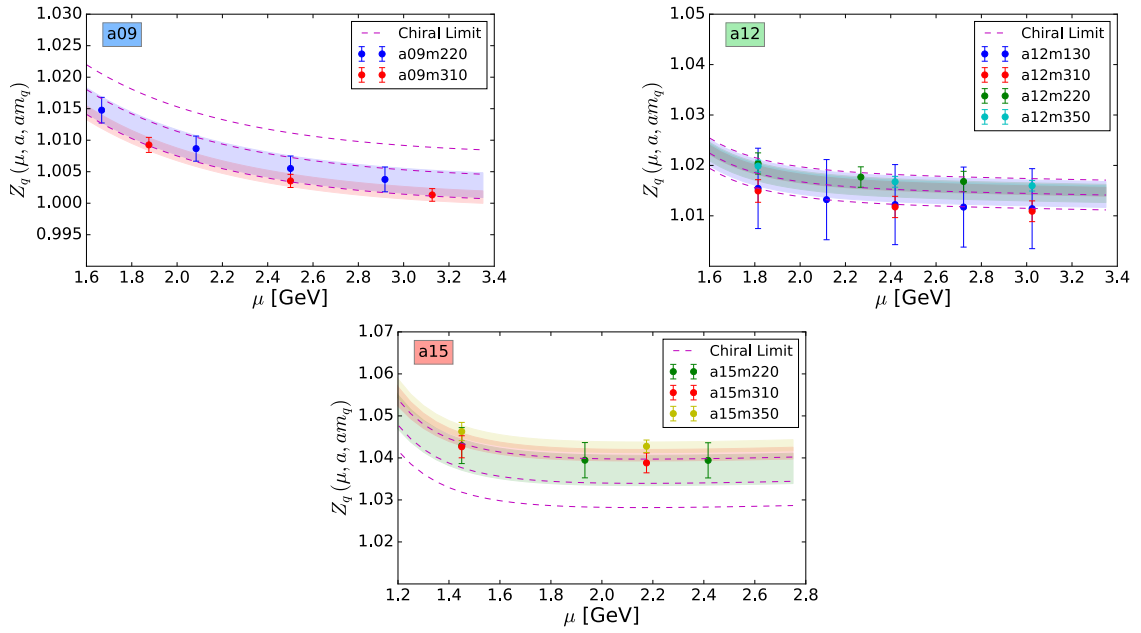 a09
Chiral Limit
a09m220
a09m310
1.030
1.025
1.020
1.015
1.010
1.005
1.000
0.995
Z_q (μ, a, am_q)
1.6 1.8 2.0 2.2 2.4 2.6 2.8 3.0 3.2 3.4
μ [GeV]
a12
Chiral Limit
a12m130
a12m310
a12m220
a12m350
1.05
1.04
1.03
1.02
1.01
Z_q (μ, a, am_q)
1.6 1.8 2.0 2.2 2.4 2.6 2.8 3.0 3.2 3.4
μ [GeV]
a15
Chiral Limit
a15m220
a15m310
a15m350
1.07
1.06
1.05
1.04
1.03
1.02
Z_q (μ, a, am_q)
1.2 1.4 1.6 1.8 2.0 2.2 2.4 2.6 2.8
μ [GeV]